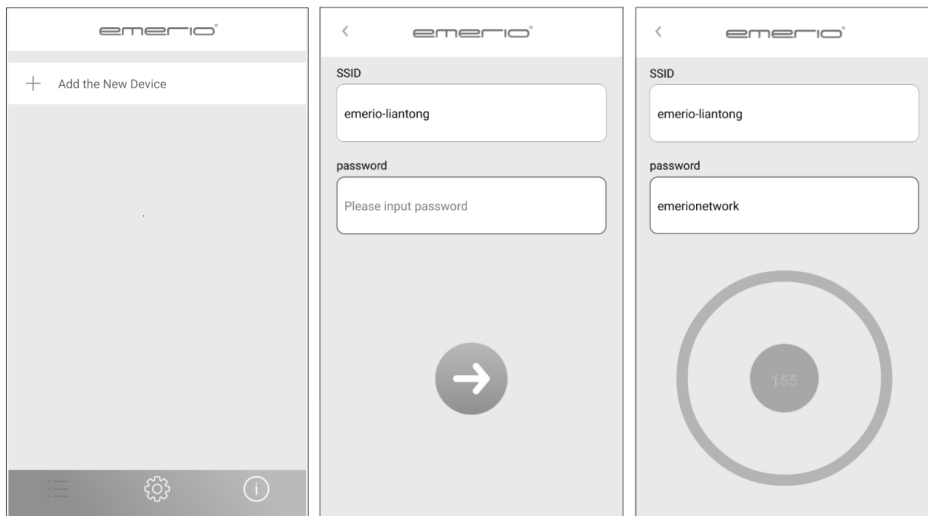 emerio®
Add the New Device
emerio®
SSID
emerio-liantong
password
Please input password
emerio®
SSID
emerio-liantong
password
emerionetwork
155